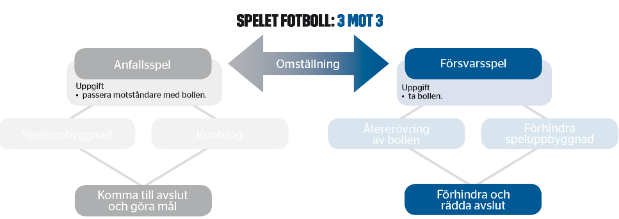 SPELET FOTBOLL: 3 MOT 3
Anfallsspel
Omställning
Försvarsspel
Uppgift
• passera motståndare med bollen.
Uppgift
• ta bollen.
Speluppbyggnad
Kontring
Återerövring
av bollen
Förhindra
speluppbyggnad
Komma till avslut
och göra mål
Förhindra och
rädda avslut